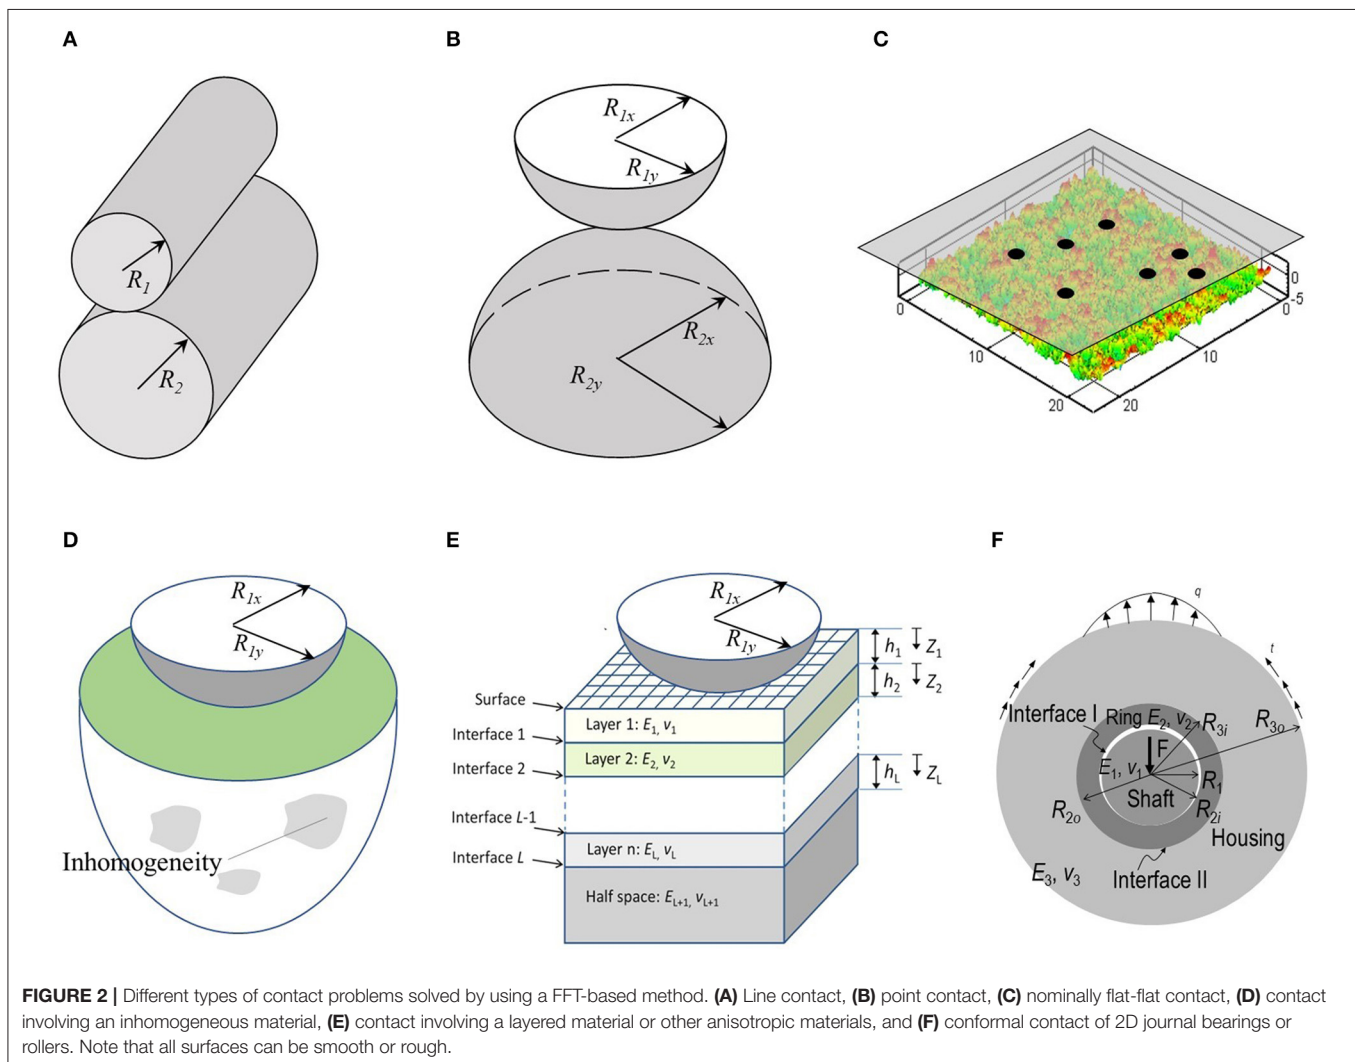 A
B
C
R1
R2
R1x
R1y
R2x
R2y
0
-5
0
0
10
10
20
20
D
E
F
R1x
R1y
Inhomogeneity
R1x
R1y
h1
Z1
h2
Z2
Surface
Interface 1
Interface 2
Interface L-1
Interface L
Layer 1: E1, v1
Layer 2: E2, v2
hL
ZL
Layer n: EL, vL
Half space: EL+1, vL+1
q
t
Interface I
Ring E2, v2
R3i
R3o
F
E1, v1
R1
Shaft
R2o
R2i
Housing
E3, v3
Interface II
FIGURE 2 | Different types of contact problems solved by using a FFT-based method. (A) Line contact, (B) point contact, (C) nominally flat-flat contact, (D) contact
involving an inhomogeneous material, (E) contact involving a layered material or other anisotropic materials, and (F) conformal contact of 2D journal bearings or
rollers. Note that all surfaces can be smooth or rough.